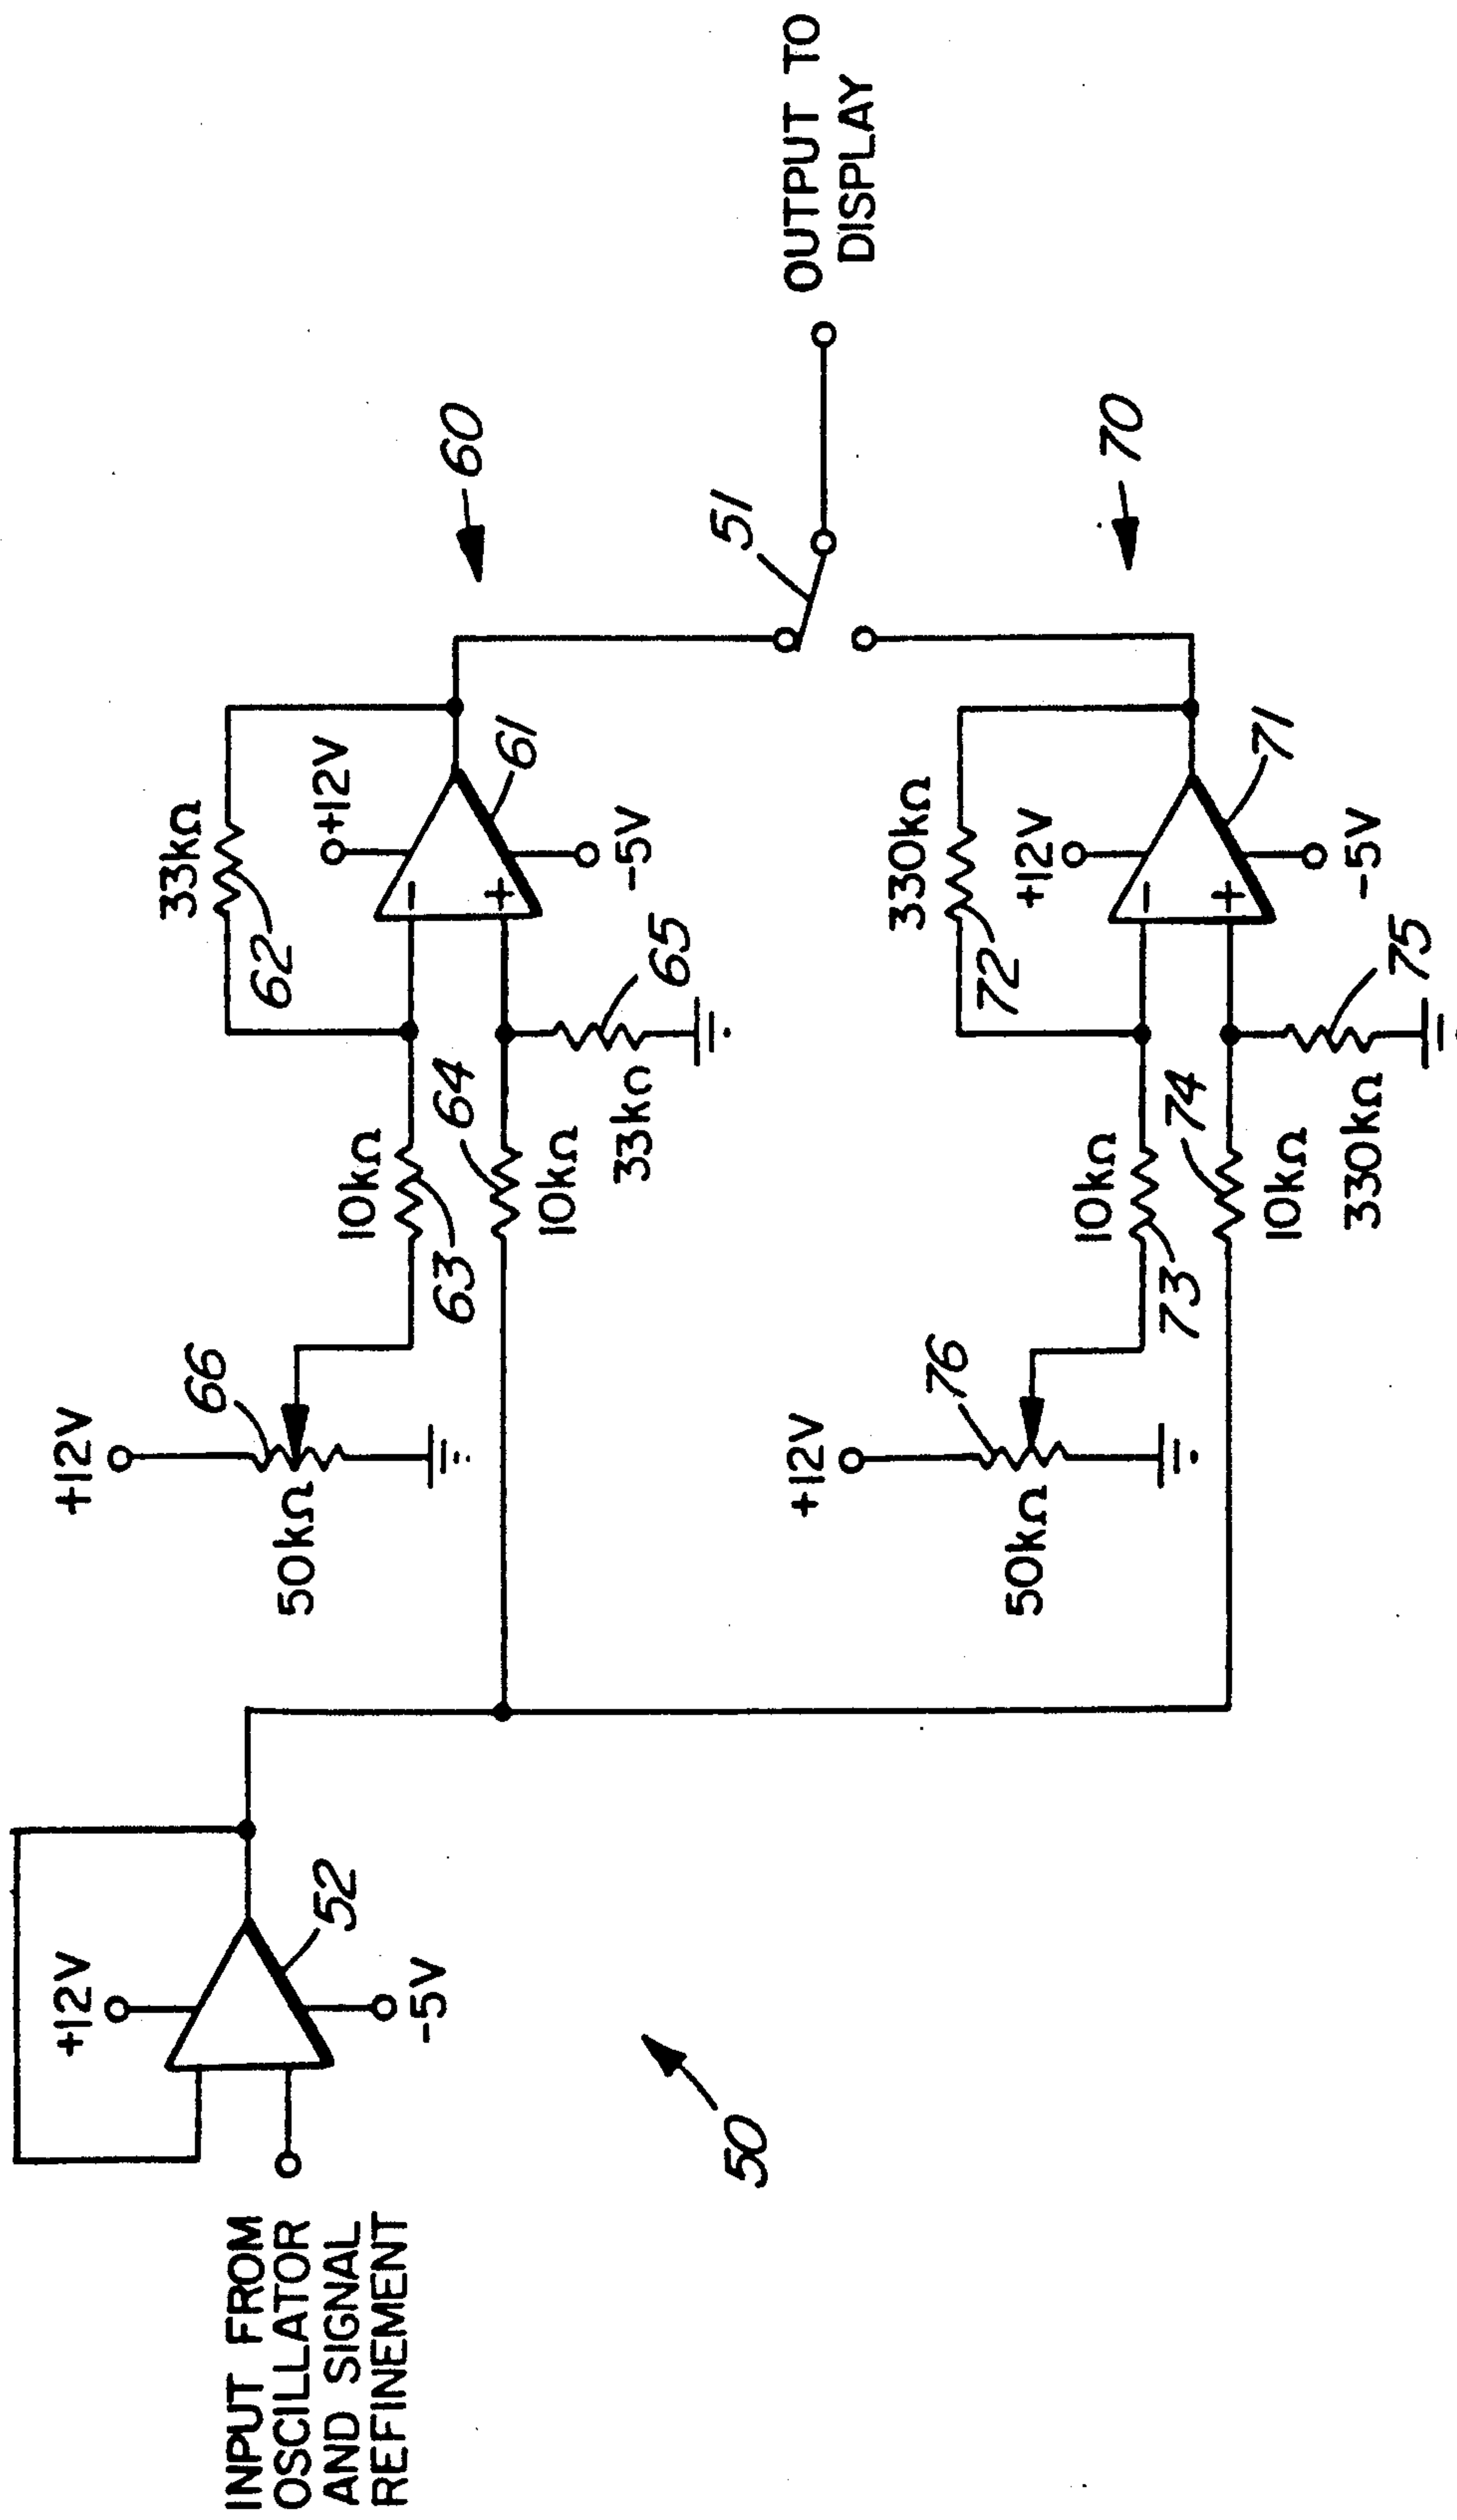 INPUT FROM
OSCILLATOR
AND SIGNAL
REFINEMENT
+12V
-5V
52
50
+12V
66
50kΩ
10kΩ
63
64
10kΩ
33kΩ
62
+12V
61
-5V
65
33kΩ
60
51
OUTPUT TO
DISPLAY
+12V
76
50kΩ
10kΩ
73
74
10kΩ
330kΩ
72
+12V
71
-5V
75
330kΩ
70